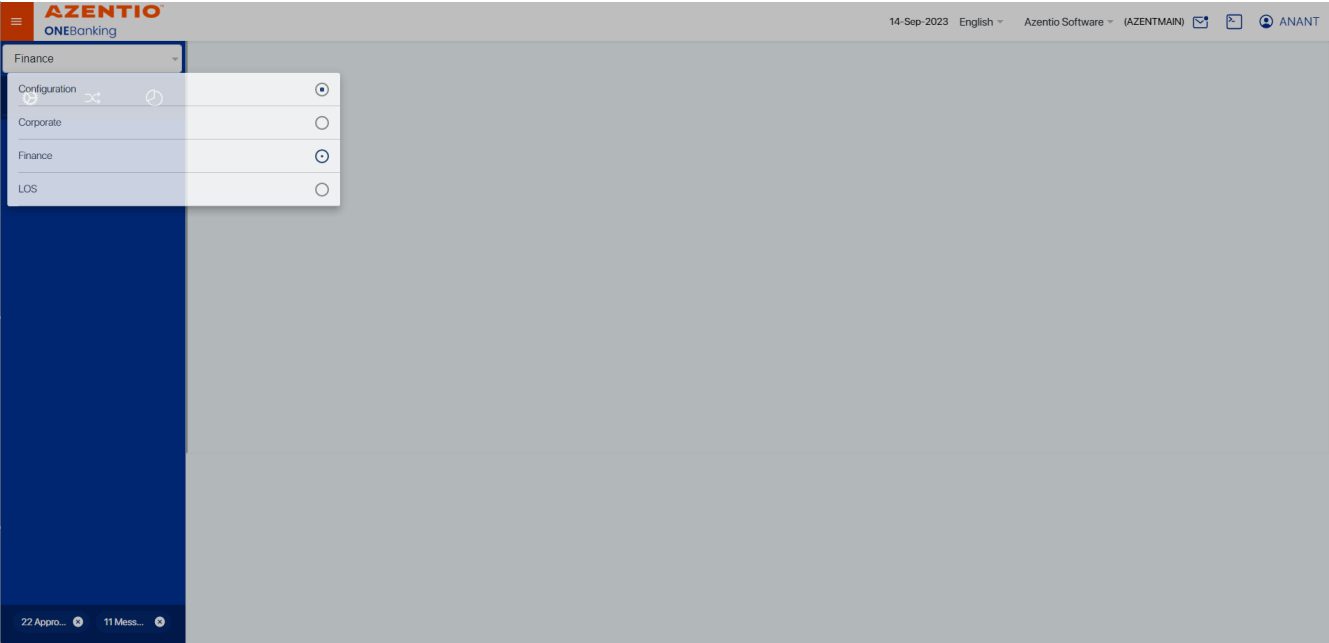 AZENTIO
ONEBanking
14-Sep-2023 English Azentio Software (AZENTMAIN) ANANT
Finance
Configuration
Corporate
Finance
LOS
22 Appro... 11 Mess...